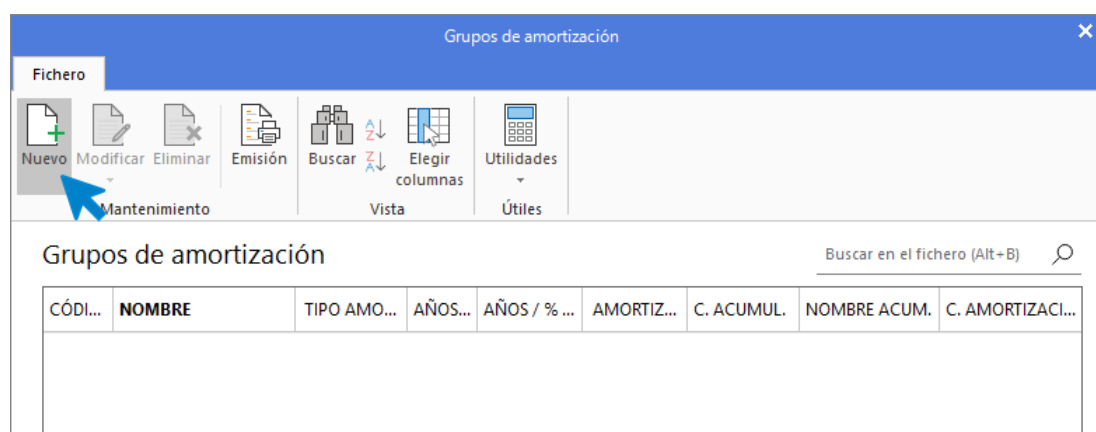 Grupos de amortización
Fichero
Nuevo Modificar Eliminar Emisión Buscar Elegir columnas Utilidades
Mantenimiento Vista Útiles
Grupos de amortización Buscar en el fichero (Alt+B)
CÓDI... NOMBRE TIPO AMO... AÑOS... AÑOS / % ... AMORTIZ... C. ACUMUL. NOMBRE ACUM. C. AMORTIZACI...